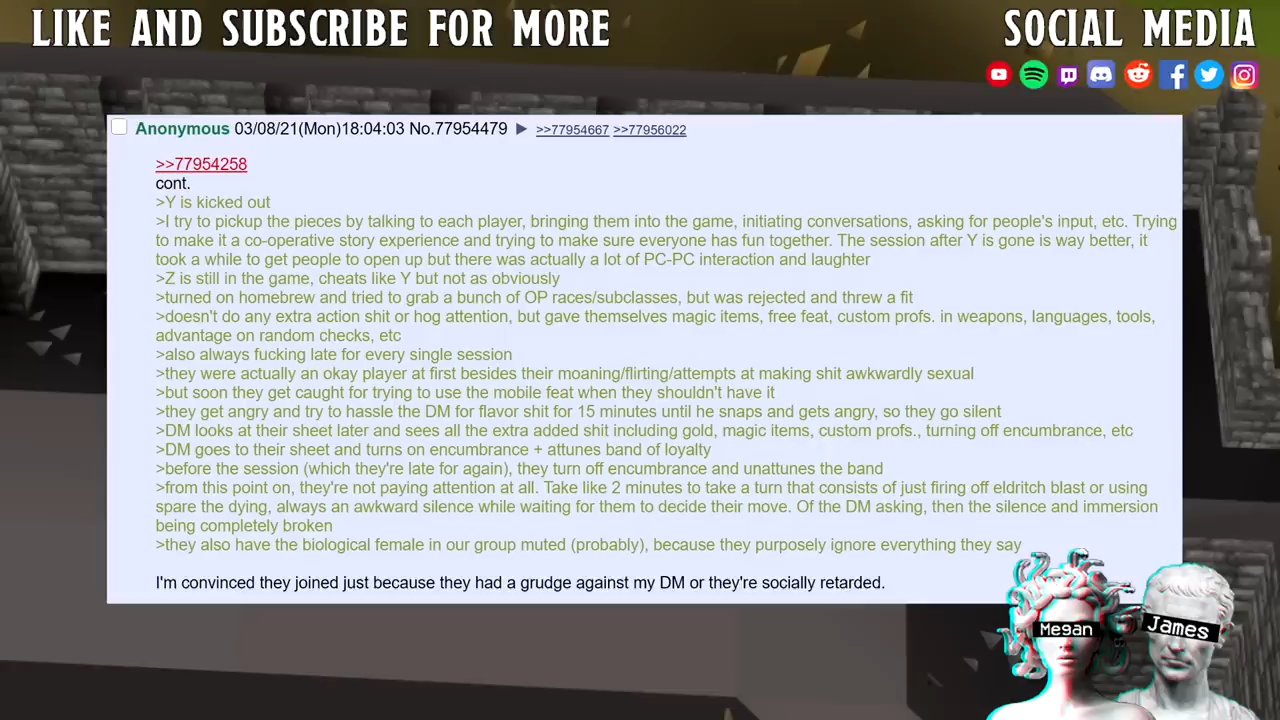 LIKE AND SUBSCRIBE FOR MORE
SOCIAL MEDIA
Anonymous 03/08/21(Mon)18:04:03 No.77954479 ▶ >>77954667 >>77956022
>>77954258
cont.
>Y is kicked out
>I try to pickup the pieces by talking to each player, bringing them into the game, initiating conversations, asking for people's input, etc. Trying
to make it a co-operative story experience and trying to make sure everyone has fun together. The session after Y is gone is way better, it
took a while to get people to open up but there was actually a lot of PC-PC interaction and laughter
>Z is still in the game, cheats like Y but not as obviously
>turned on homebrew and tried to grab a bunch of OP races/subclasses, but was rejected and threw a fit
>doesn't do any extra action shit or hog attention, but gave themselves magic items, free feat, custom profs. in weapons, languages, tools,
advantage on random checks, etc
>also always fucking late for every single session
>they were actually an okay player at first besides their moaning/flirting/attempts at making shit awkwardly sexual
>but soon they get caught for trying to use the mobile feat when they shouldn't have it
>they get angry and try to hassle the DM for flavor shit for 15 minutes until he snaps and gets angry, so they go silent
>DM looks at their sheet later and sees all the extra added shit including gold, magic items, custom profs., turning off encumbrance, etc
>DM goes to their sheet and turns on encumbrance + attunes band of loyalty
>before the session (which they're late for again), they turn off encumbrance and unattunes the band
>from this point on, they're not paying attention at all. Take like 2 minutes to take a turn that consists of just firing off eldritch blast or using
spare the dying, always an awkward silence while waiting for them to decide their move. Of the DM asking, then the silence and immersion
being completely broken
>they also have the biological female in our group muted (probably), because they purposely ignore everything they say
I'm convinced they joined just because they had a grudge against my DM or they're socially retarded.
Megan
James